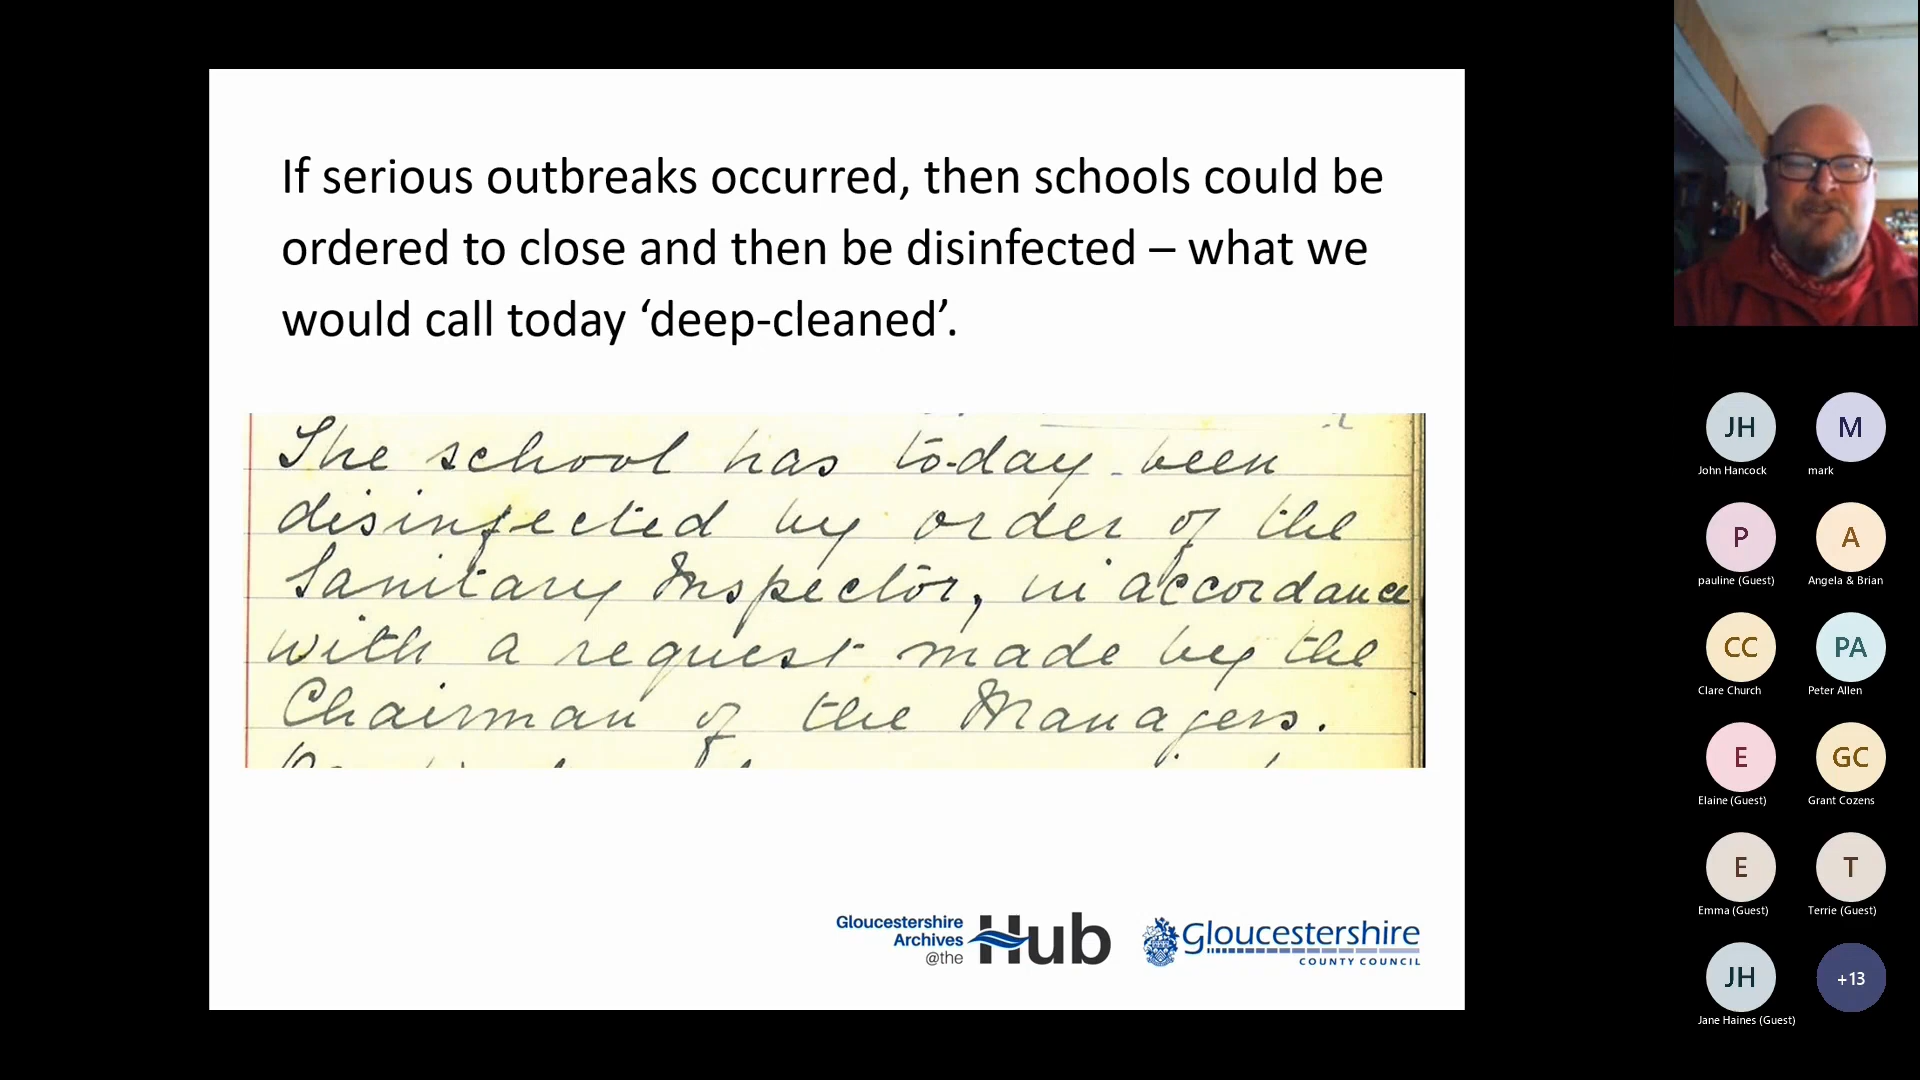 If serious outbreaks occurred, then schools could be
ordered to close and then be disinfected – what we
would call today ‘deep-cleaned’.
The school has to-day been
disinfected by order of the
Sanitary Inspector, in accordance
with a request made by the
Chairman of the Managers.
Gloucestershire
Archives
@the
Hub
Gloucestershire
COUNTY COUNCIL
JH
John Hancock
M
mark
P
pauline (Guest)
A
Angela & Brian
CC
Clare Church
PA
Peter Allen
E
Elaine (Guest)
GC
Grant Cozens
E
Emma (Guest)
T
Terrie (Guest)
JH
Jane Haines (Guest)
+13